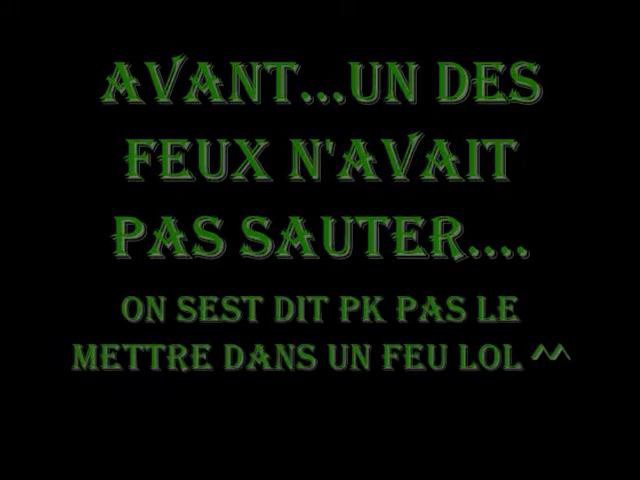 AVANT...UN DES
FEUX N'AVAIT
PAS SAUTER....
ON SEST DIT PK PAS LE
METTRE DANS UN FEU LOL ^^